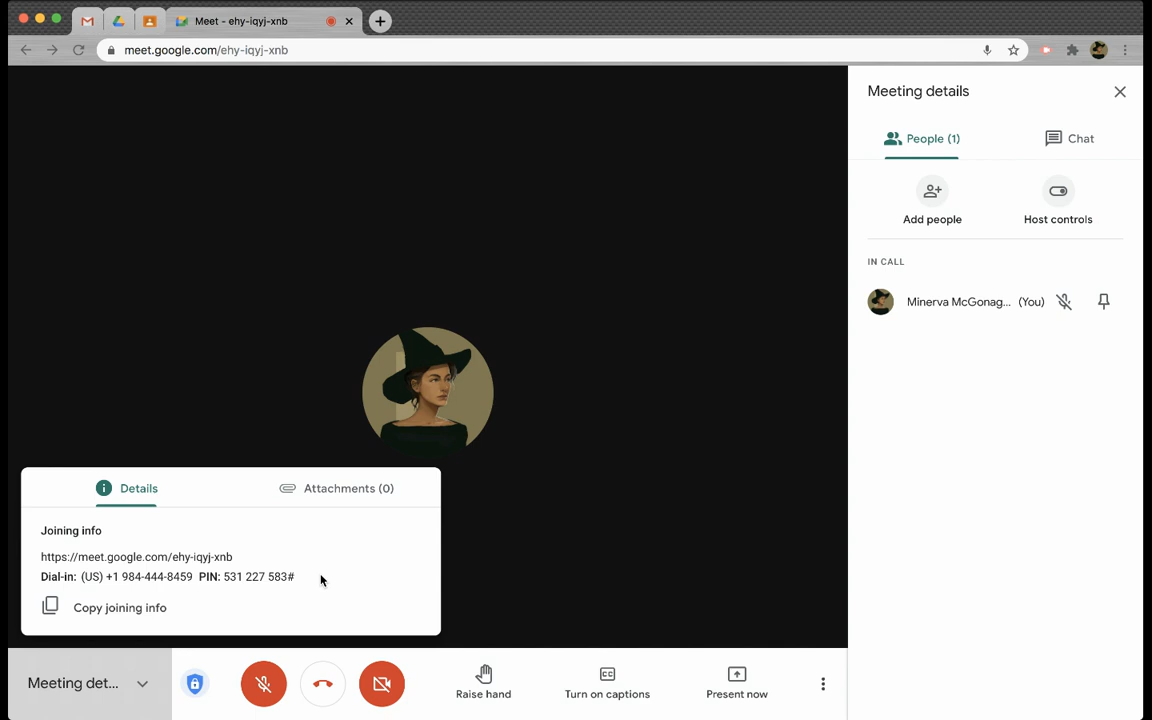 Meet - ehy-iqyj-xnb
meet.google.com/ehy-iqyj-xnb
Meeting details
People (1)
Chat
Add people
Host controls
IN CALL
Minerva McGonag... (You)
Details
Attachments (0)
Joining info
https://meet.google.com/ehy-iqyj-xnb
Dial-in: (US) +1 984-444-8459 PIN: 531 227 583#
Copy joining info
Meeting det...
Raise hand
CC
Turn on captions
Present now